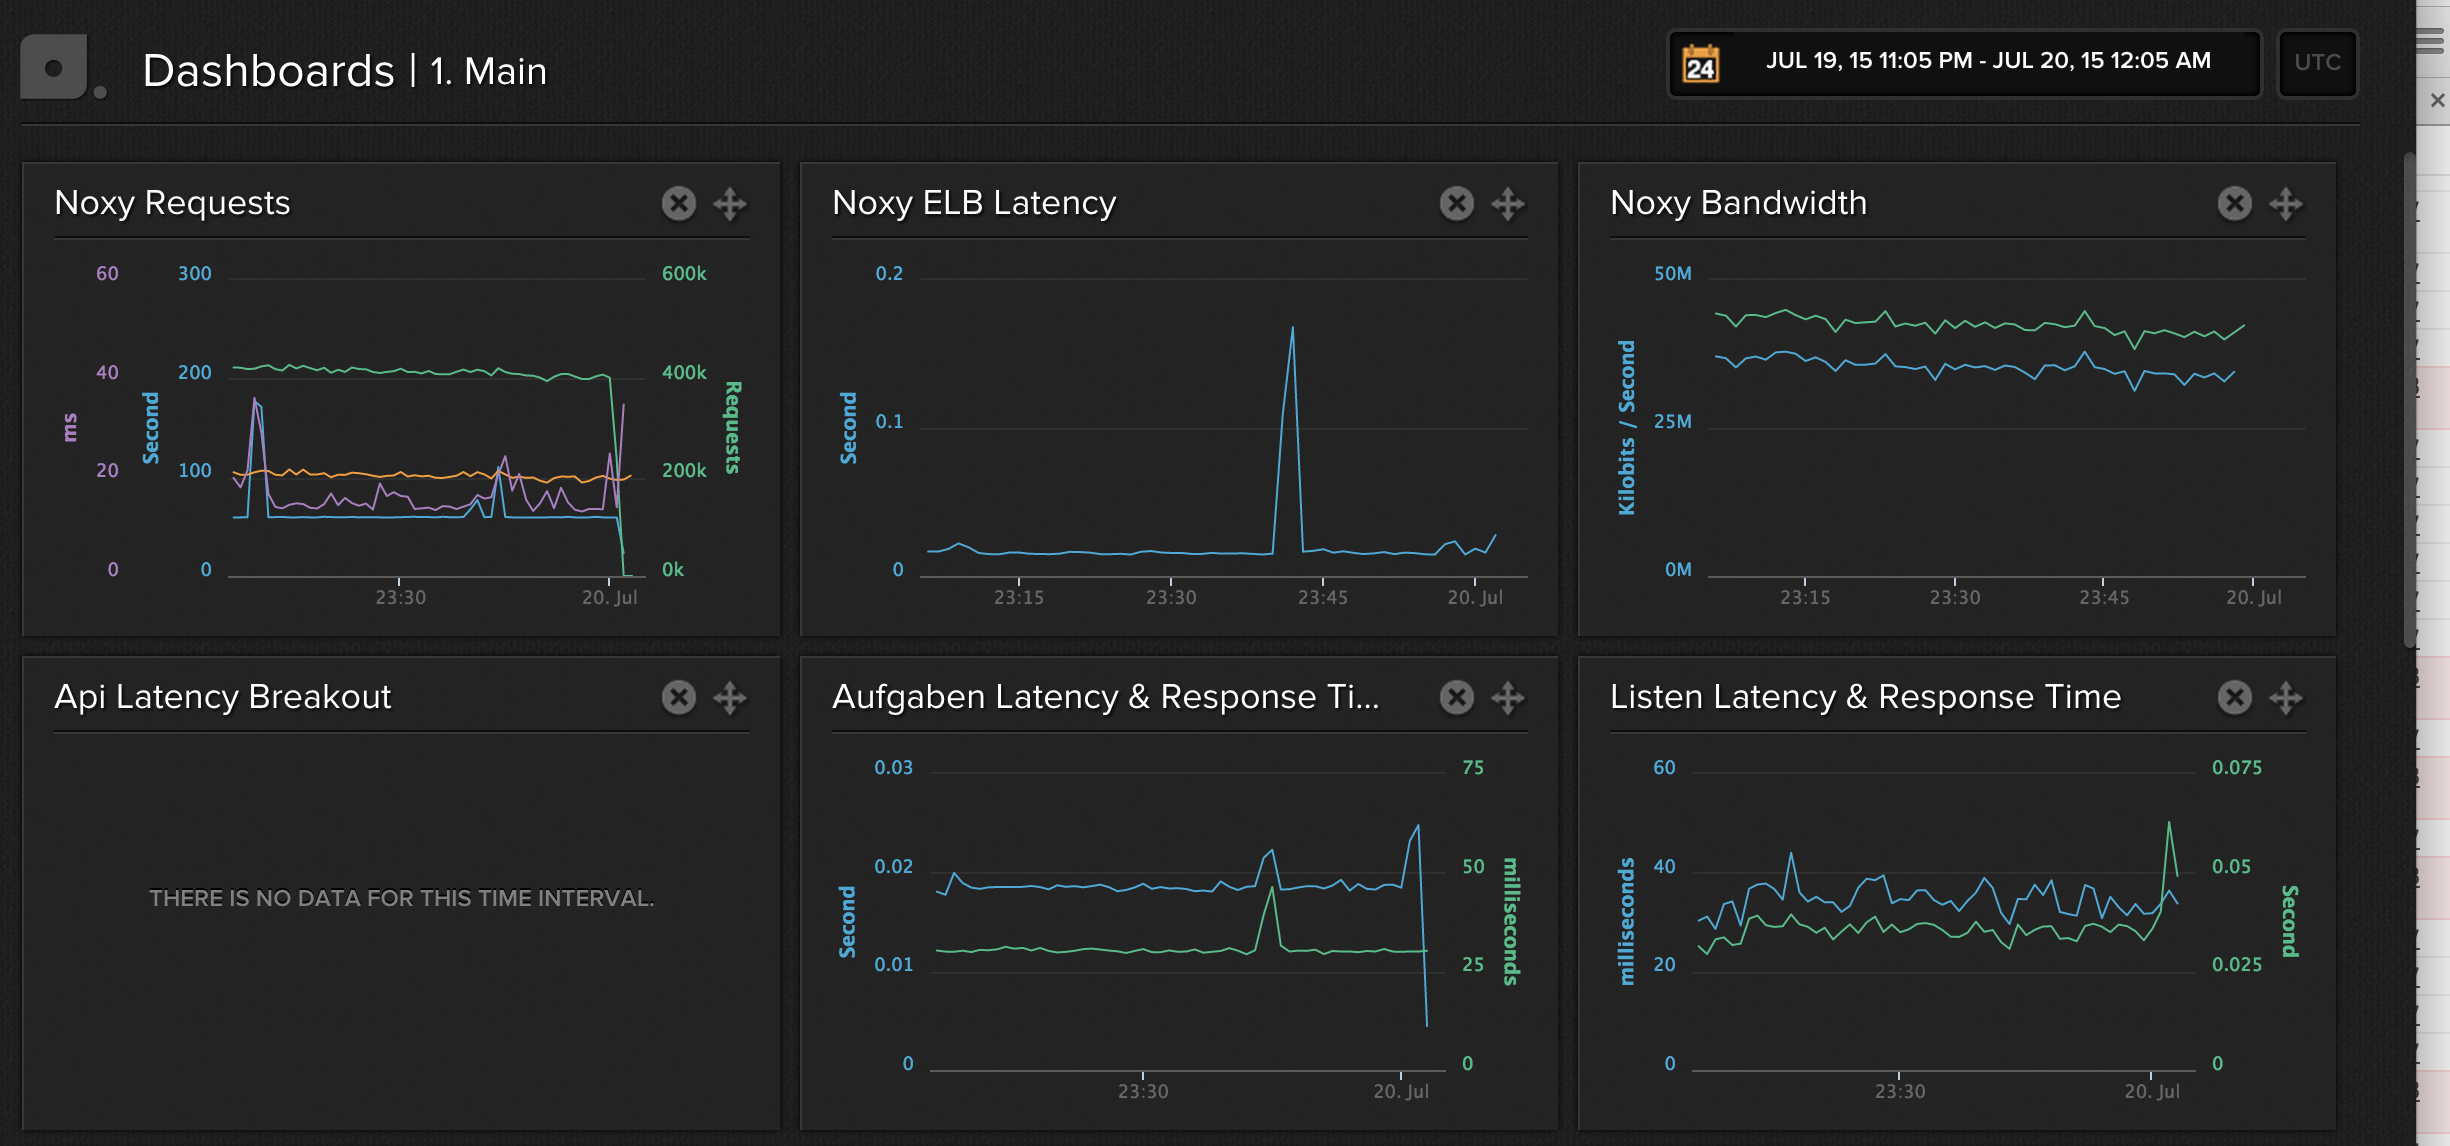 Dashboards | 1. Main
24
JUL 19, 15 11:05 PM - JUL 20, 15 12:05 AM
UTC
Noxy Requests
60
40
20
0
ms
300
200
100
0
Second
600k
400k
200k
0k
Requests
23:30
20. Jul
Noxy ELB Latency
0.2
0.1
0
Second
23:15
23:30
23:45
20. Jul
Noxy Bandwidth
50M
25M
0M
Kilobits / Second
23:15
23:30
23:45
20. Jul
Api Latency Breakout
THERE IS NO DATA FOR THIS TIME INTERVAL.
Aufgaben Latency & Response Ti...
0.03
0.02
0.01
0
Second
75
50
25
0
milliseconds
23:30
20. Jul
Listen Latency & Response Time
60
40
20
0
milliseconds
0.075
0.05
0.025
0
Second
23:30
20. Jul